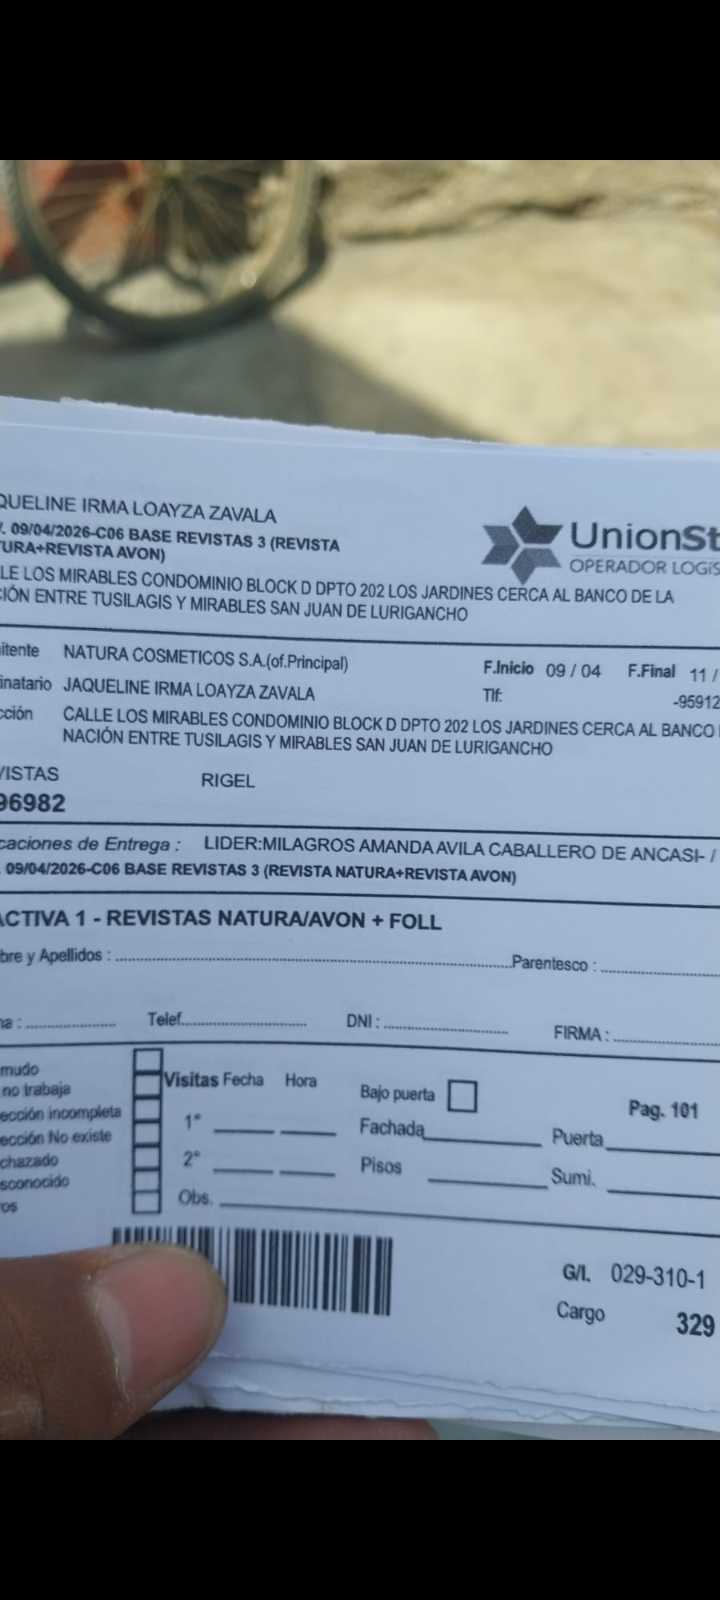 QUELINE IRMA LOAYZA ZAVALA
. 09/04/2026-C06 BASE REVISTAS 3 (REVISTA
URA+REVISTA AVON)
LE LOS MIRABLES CONDOMINIO BLOCK D DPTO 202 LOS JARDINES CERCA AL BANCO DE LA
CIÓN ENTRE TUSILAGIS Y MIRABLES SAN JUAN DE LURIGANCHO
UnionSt
OPERADOR LOGIS
itente NATURA COSMETICOS S.A.(of.Principal)
F.Inicio 09 / 04 F.Final 11 /
inatario JAQUELINE IRMA LOAYZA ZAVALA
Tlf: -95912
cción CALLE LOS MIRABLES CONDOMINIO BLOCK D DPTO 202 LOS JARDINES CERCA AL BANCO
NACIÓN ENTRE TUSILAGIS Y MIRABLES SAN JUAN DE LURIGANCHO
ISTAS RIGEL
96982
caciones de Entrega : LIDER:MILAGROS AMANDA AVILA CABALLERO DE ANCASI- /
. 09/04/2026-C06 BASE REVISTAS 3 (REVISTA NATURA+REVISTA AVON)
ACTIVA 1 - REVISTAS NATURA/AVON + FOLL
bre y Apellidos : Parentesco :
ha : Telef. DNI : FIRMA :
mudo
no trabaja
ección incompleta
ección No existe
chazado
sconocido
os
Visitas Fecha Hora
1°
2°
Obs.
Bajo puerta
Fachada Puerta
Pisos Sumi.
Pag. 101
G/I. 029-310-1
Cargo 329